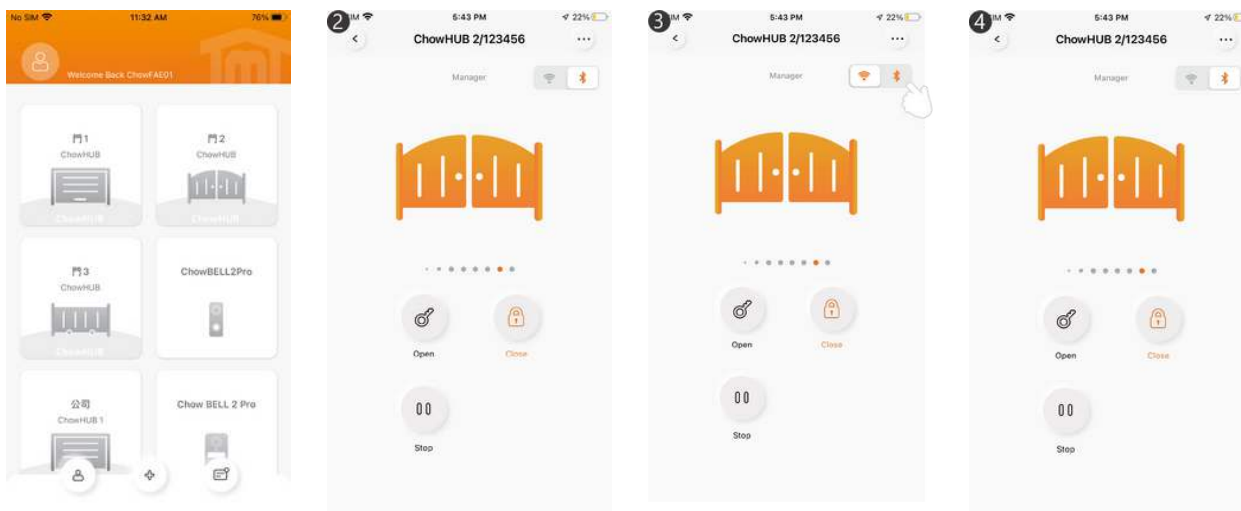 No SIM 11:32 AM 76%
Welcome Back ChowFAE01
門1
ChowHUB
ChowHUB
門2
ChowHUB
ChowHUB
門3
ChowHUB
ChowHUB
ChowBELL2Pro
公司
ChowHUB 1
Chow BELL 2 Pro
2 IM 5:43 PM 22%
ChowHUB 2/123456
Manager
Open
Close
Stop
3 IM 5:43 PM 22%
ChowHUB 2/123456
Manager
Open
Close
Stop
4 IM 5:43 PM 22%
ChowHUB 2/123456
Manager
Open
Close
Stop